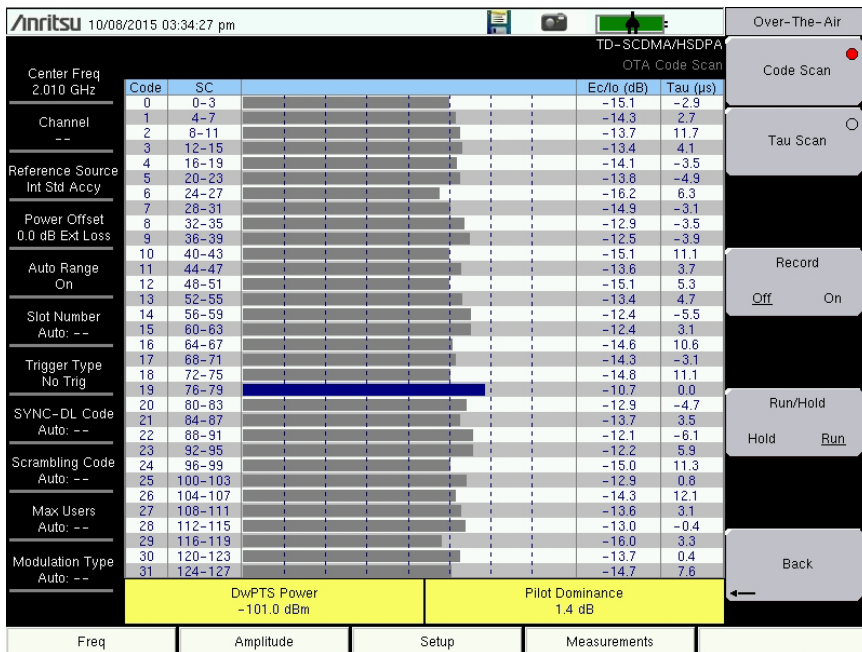 Anritsu 10/08/2015 03:34:27 pm
Over-The-Air
TD-SCDMA/HSDPA
OTA Code Scan
Center Freq
2.010 GHz
Channel
--
Reference Source
Int Std Accy
Power Offset
0.0 dB Ext Loss
Auto Range
On
Slot Number
Auto: --
Trigger Type
No Trig
SYNC-DL Code
Auto: --
Scrambling Code
Auto: --
Max Users
Auto: --
Modulation Type
Auto: --
Code SC Ec/Io (dB) Tau (µs)
0 0-3 -15.1 -2.9
1 4-7 -14.3 2.7
2 8-11 -13.7 11.7
3 12-15 -13.4 4.1
4 16-19 -14.1 -3.5
5 20-23 -13.8 -4.9
6 24-27 -16.2 6.3
7 28-31 -14.9 -3.1
8 32-35 -12.9 -3.5
9 36-39 -12.5 -3.9
10 40-43 -15.1 11.1
11 44-47 -13.6 3.7
12 48-51 -15.1 5.3
13 52-55 -13.4 4.7
14 56-59 -12.4 -5.5
15 60-63 -12.4 3.1
16 64-67 -14.6 10.6
17 68-71 -14.3 -3.1
18 72-75 -14.8 11.1
19 76-79 -10.7 0.0
20 80-83 -12.9 -4.7
21 84-87 -13.7 3.5
22 88-91 -12.1 -6.1
23 92-95 -12.2 5.9
24 96-99 -15.0 11.3
25 100-103 -12.9 0.8
26 104-107 -14.3 12.1
27 108-111 -13.6 3.1
28 112-115 -13.0 -0.4
29 116-119 -16.0 3.3
30 120-123 -13.7 0.4
31 124-127 -14.7 7.6
DwPTS Power
-101.0 dBm
Pilot Dominance
1.4 dB
Code Scan
Tau Scan
Record
Off On
Run/Hold
Hold Run
Back
Freq Amplitude Setup Measurements